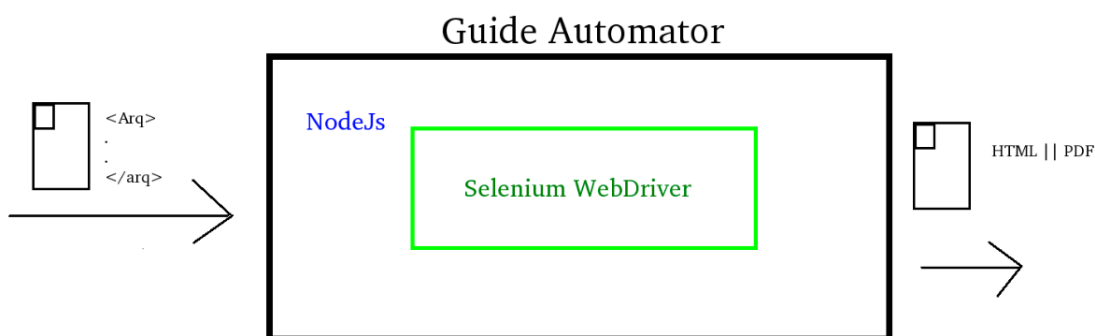 Guide Automator
<Arq>
.
.
</arq>
NodeJs
Selenium WebDriver
HTML || PDF